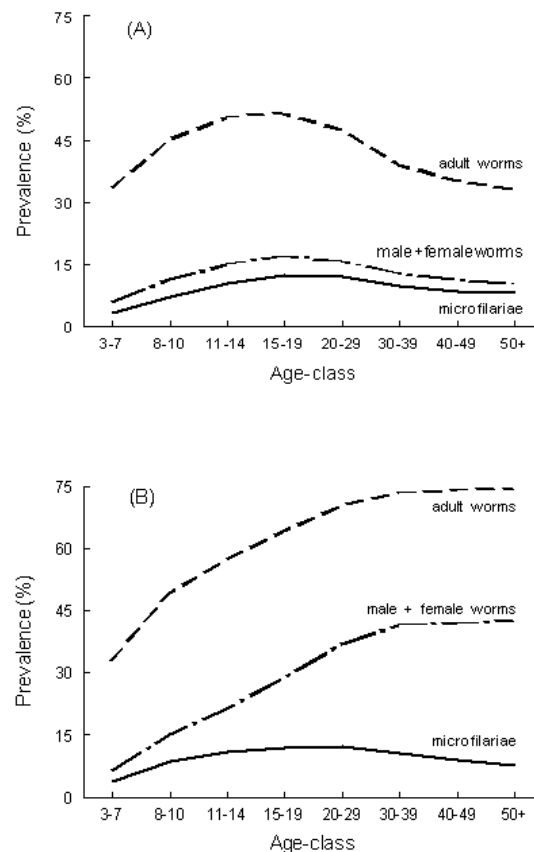 (A)
75
60
45
30
15
0
Prevalence (%)
adult worms
male+femaleworms
microfilariae
3-7 8-10 11-14 15-19 20-29 30-39 40-49 50+
Age-class
(B)
75
60
45
30
15
0
Prevalence (%)
adult worms
male + female worms
microfilariae
3-7 8-10 11-14 15-19 20-29 30-39 40-49 50+
Age-class